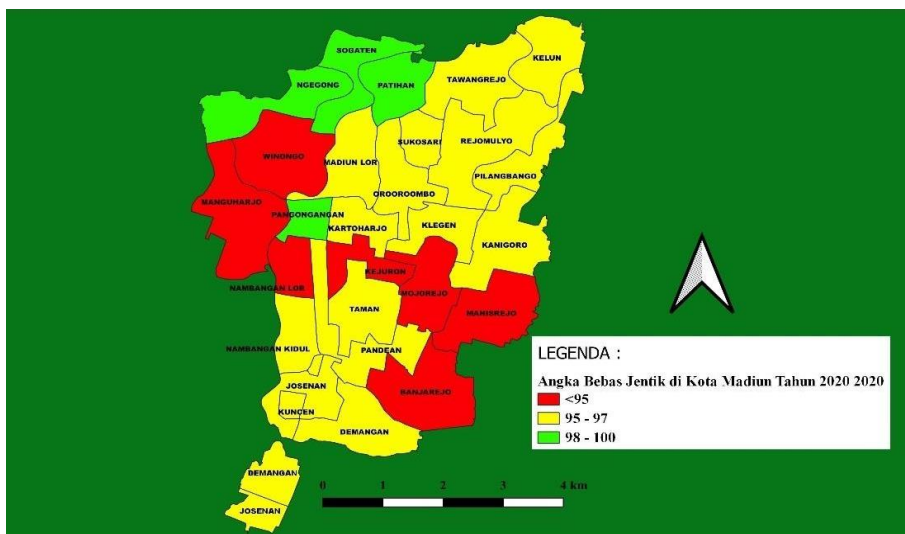 SOGATEN
KELUN
TAWANGREJO
NGEGONG
PATIHAN
SUKOSARI
REJOMULYO
WINONGO
MADIUN LOR
PILANGBANGO
OROOROOMBO
MANGUHARJO
PANGONGANGAN
KARTOHARJO
KLEGEN
KANIGORO
KEJURON
NAMBANGAN LOR
MOJOREJO
TAMAN
MANISREJO
NAMBANGAN KIDUL
PANDEAN
JOSENAN
BANJAREJO
KUNCEN
DEMANGAN
DEMANGAN
JOSENAN
0 1 2 3 4 km
LEGENDA :
Angka Bebas Jentik di Kota Madiun Tahun 2020 2020
<95
95 - 97
98 - 100